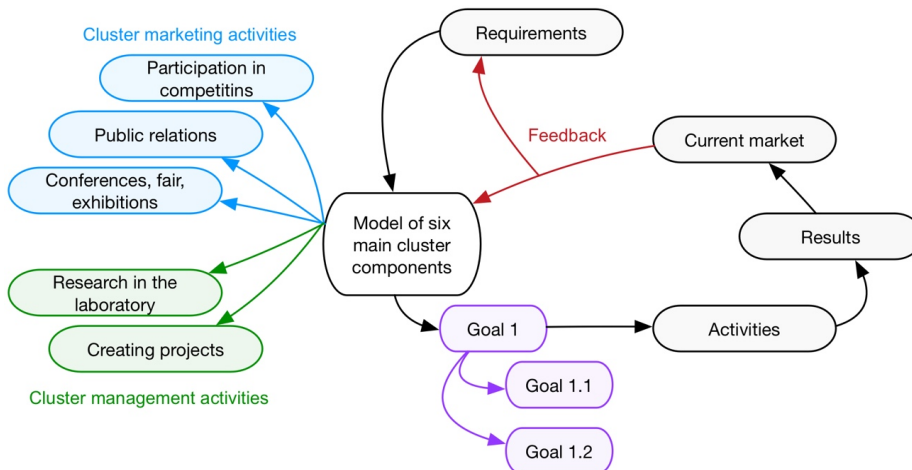 Cluster marketing activities
Participation in
competitins
Public relations
Conferences, fair,
exhibitions
Research in the
laboratory
Creating projects
Cluster management activities
Requirements
Feedback
Current market
Model of six
main cluster
components
Results
Goal 1
Activities
Goal 1.1
Goal 1.2